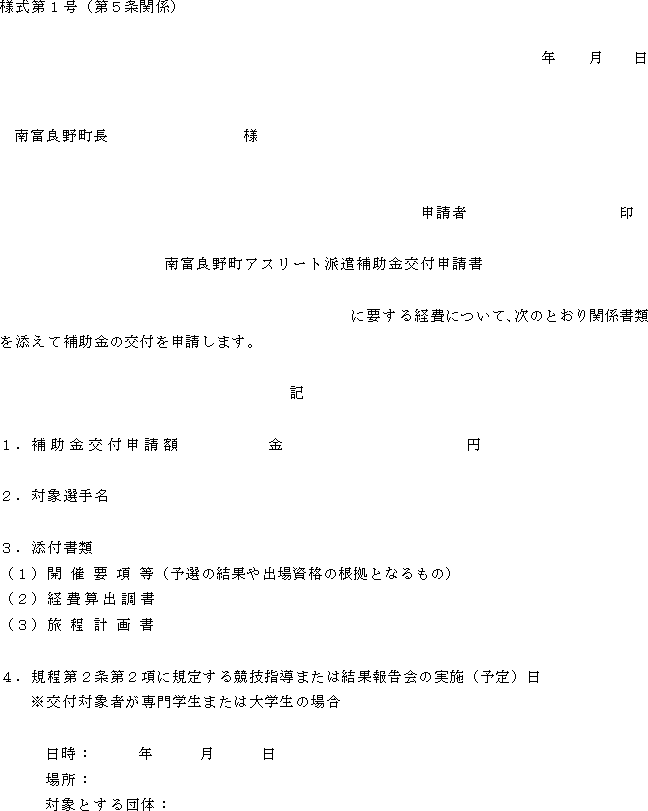 様式第１号（第５条関係）
年　　月　　日
南富良野町長　　　　　　　　様
申請者　　　　　　　　　印
南富良野町アスリート派遣補助金交付申請書
に要する経費について、次のとおり関係書類
を添えて補助金の交付を申請します。
記
１．補助金交付申請額　　　　　金　　　　　　　　　　　円
２．対象選手名
３．添付書類
（１）開催要項等（予選の結果や出場資格の根拠となるもの）
（２）経費算出調書
（３）旅程計画書
４．規程第２条第２項に規定する競技指導または結果報告会の実施（予定）日
※交付対象者が専門学生または大学生の場合
日時：　　　年　　　月　　　日
場所：
対象とする団体：